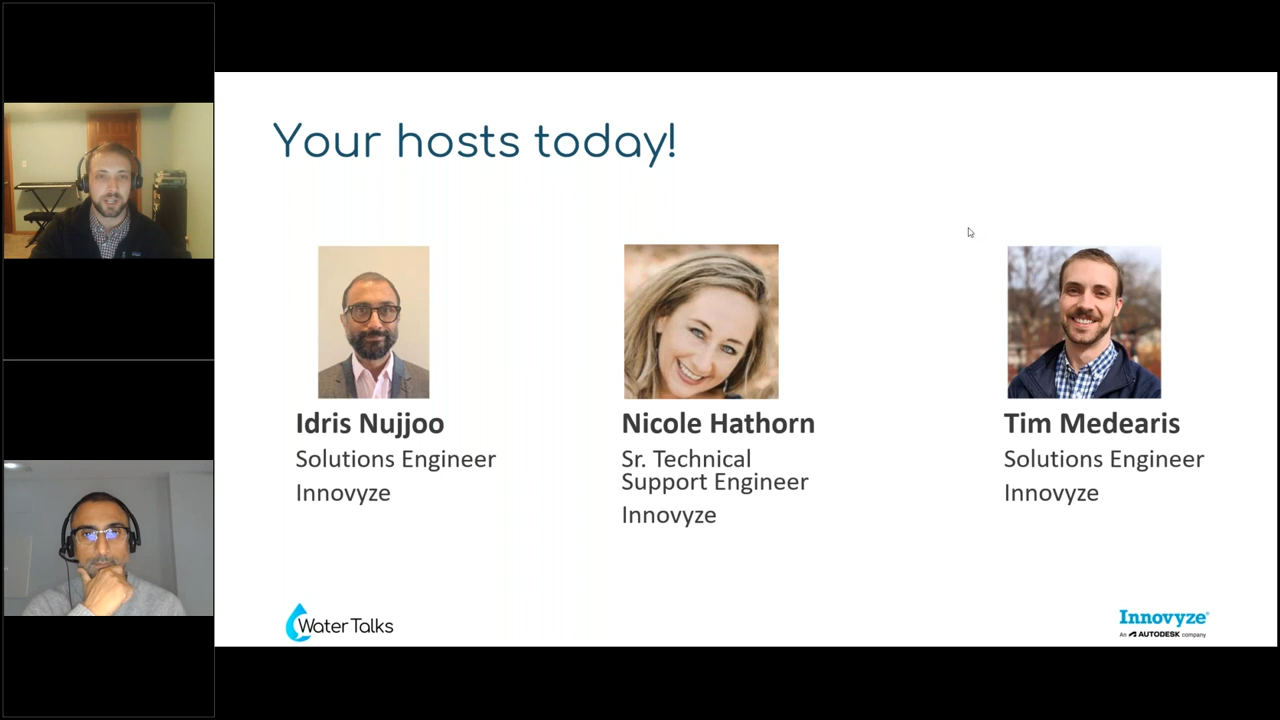 Your hosts today!
Idris Nujjoo
Solutions Engineer
Innovyze
Nicole Hathorn
Sr. Technical
Support Engineer
Innovyze
Tim Medearis
Solutions Engineer
Innovyze
Water Talks
Innovyze®
An AUTODESK company